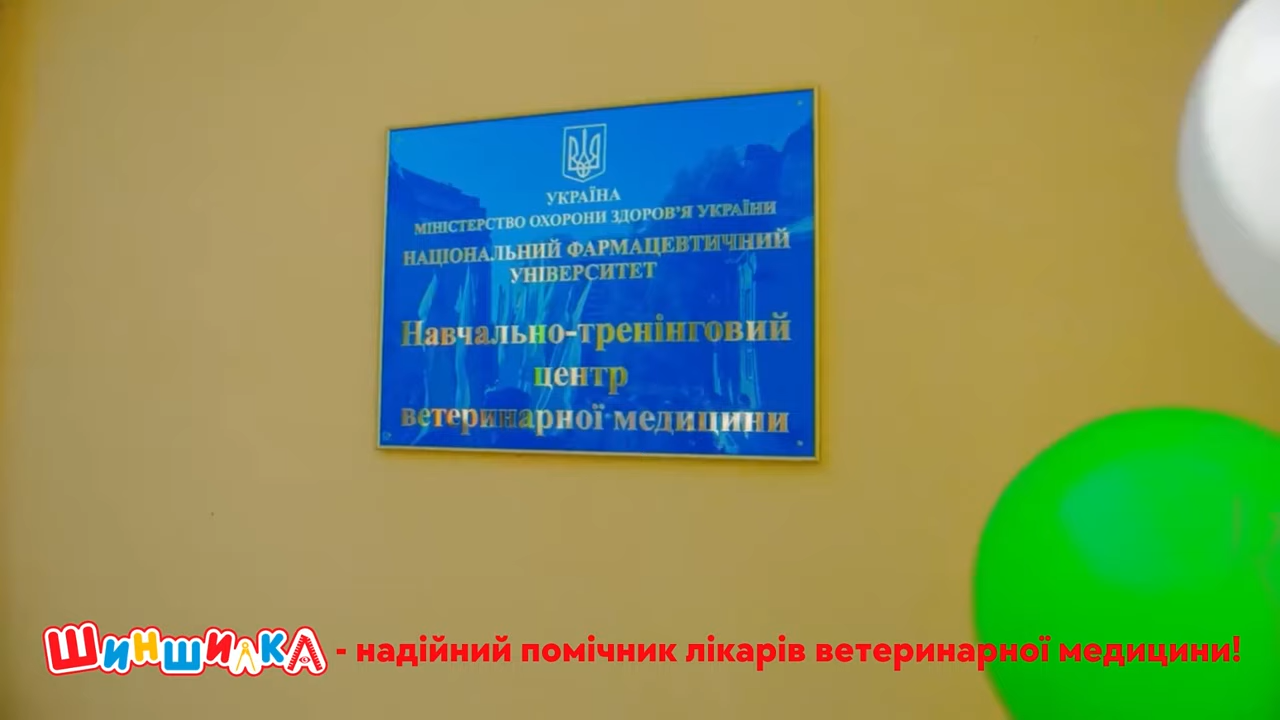 УКРАЇНА
МІНІСТЕРСТВО ОХОРОНИ ЗДОРОВ'Я УКРАЇНИ
НАЦІОНАЛЬНИЙ ФАРМАЦЕВТИЧНИЙ
УНІВЕРСИТЕТ
Навчально-тренінговий
центр
ветеринарної медицини
ШИНШИЛКА - надійний помічник лікарів ветеринарної медицини!